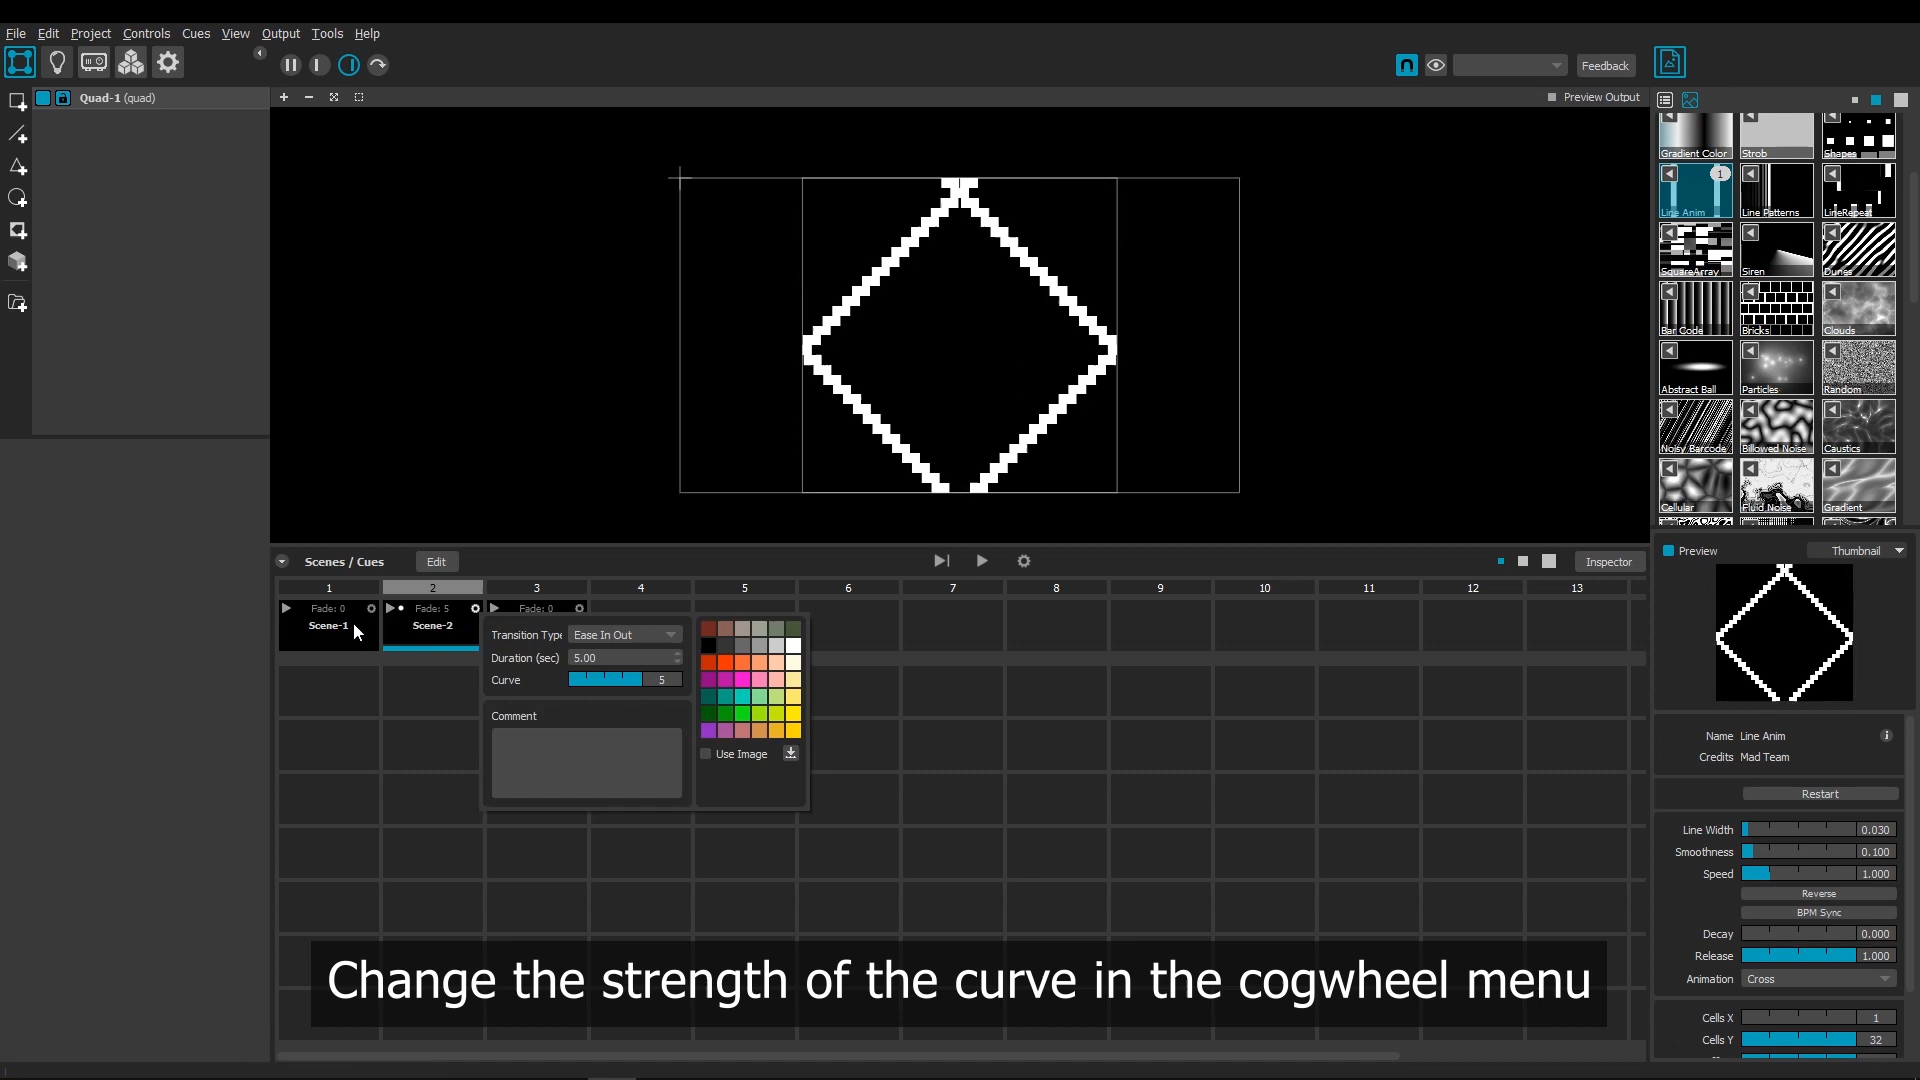 File Edit Project Controls Cues View Output Tools Help
Feedback
Quad-1 (quad)
Preview Output
Gradient Color Strob Shapes
1
Line Anim Line Patterns LineRepeat
SquareArray Siren Dunes
Bar Code Bricks Clouds
Abstract Ball Particles Random
Noisy Barcode Billowed Noise Caustics
Cellular Fluid Noise Gradient
Scenes / Cues Edit Inspector
1 2 3 4 5 6 7 8 9 10 11 12 13
Fade: 0 Fade: 5 Fade: 0
Scene-1 Scene-2
Transition Type Ease In Out
Duration (sec) 5.00
Curve 5
Comment
Use Image
Preview Thumbnail
Name Line Anim
Credits Mad Team
Restart
Line Width 0.030
Smoothness 0.100
Speed 1.000
Reverse
BPM Sync
Decay 0.000
Release 1.000
Animation Cross
Cells X 1
Cells Y 32
Change the strength of the curve in the cogwheel menu